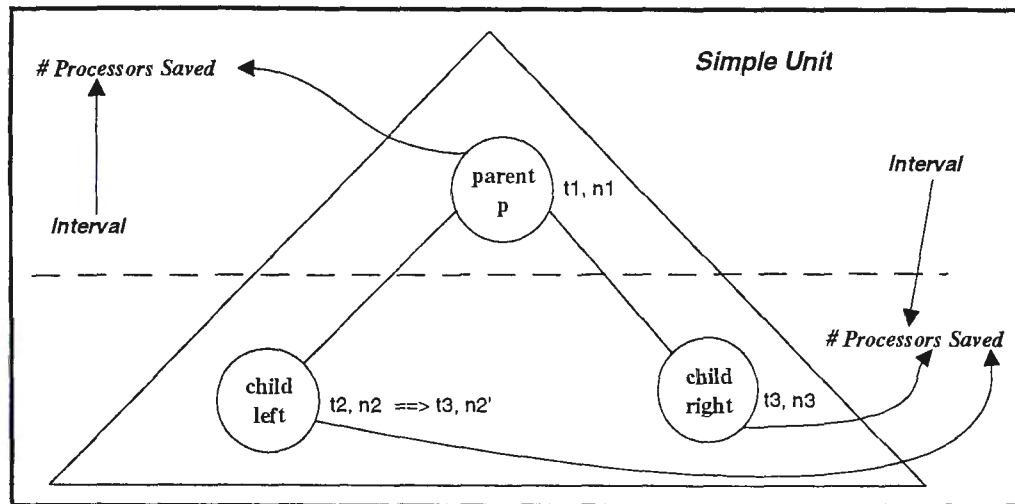 Simple Unit
# Processors Saved
parent
p
t1, n1
Interval
Interval
# Processors Saved
child
left
t2, n2 ==> t3, n2'
child
right
t3, n3